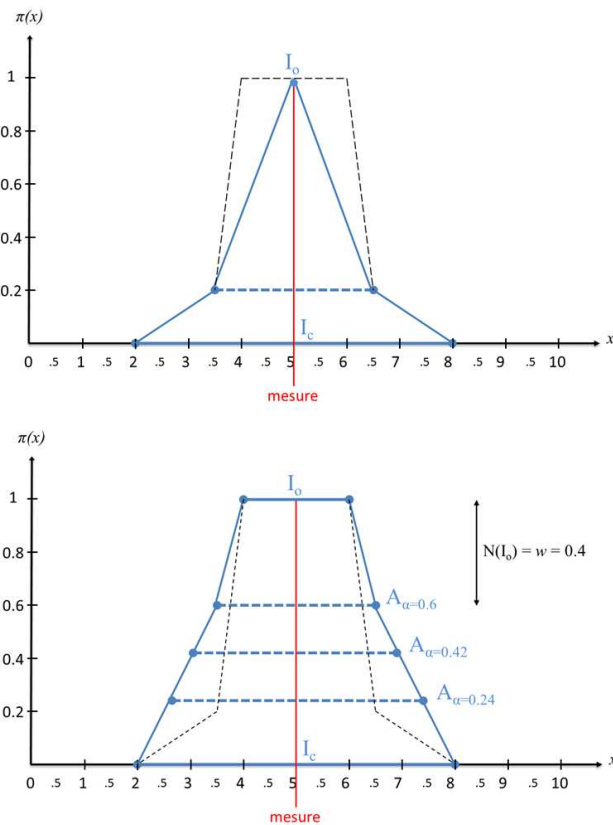 π(x)
I₀
1
0.8
0.6
0.4
0.2
I_c
x
0 .5 1 .5 2 .5 3 .5 4 .5 5 .5 6 .5 7 .5 8 .5 9 .5 10
mesure
π(x)
I₀
1
N(I₀) = w = 0.4
0.8
0.6
A_α=0.6
0.4
A_α=0.42
A_α=0.24
0.2
I_c
x
0 .5 1 .5 2 .5 3 .5 4 .5 5 .5 6 .5 7 .5 8 .5 9 .5 10
mesure